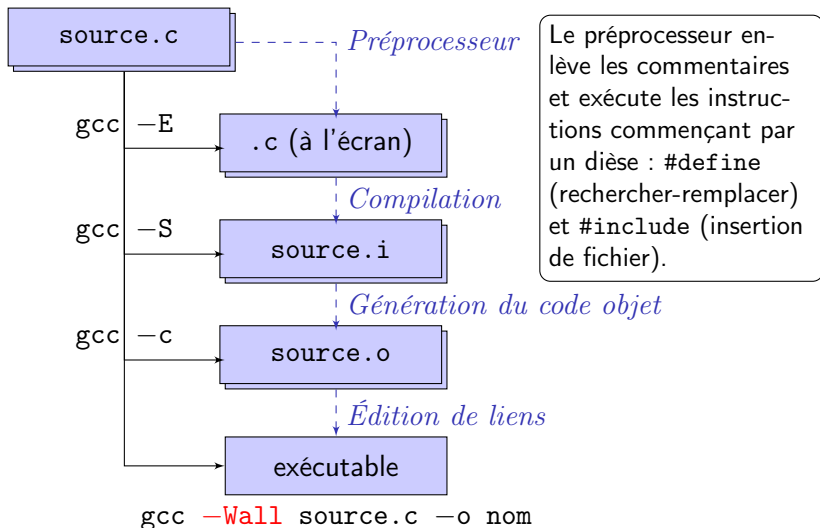 source.c
Préprocesseur
gcc −E
.c (à l'écran)
Compilation
gcc −S
source.i
Génération du code objet
gcc −c
source.o
Édition de liens
exécutable
gcc −Wall source.c −o nom
Le préprocesseur en-
lève les commentaires
et exécute les instruc-
tions commençant par
un dièse : #define
(rechercher-remplacer)
et #include (insertion
de fichier).